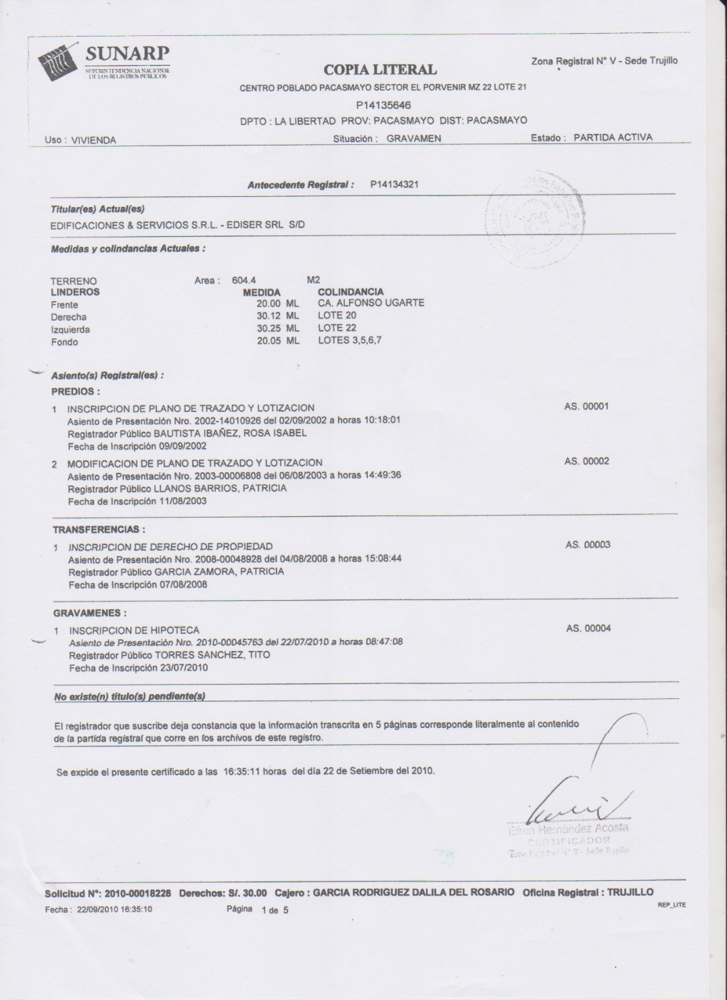 SUNARP
SUPERINTENDENCIA NACIONAL
DE LOS REGISTROS PUBLICOS
Zona Registral N° V - Sede Trujillo
COPIA LITERAL
CENTRO POBLADO PACASMAYO SECTOR EL PORVENIR MZ 22 LOTE 21
P14135646
DPTO : LA LIBERTAD PROV: PACASMAYO DIST: PACASMAYO
Uso : VIVIENDA Situación : GRAVAMEN Estado : PARTIDA ACTIVA
Antecedente Registral : P14134321
Titular(es) Actual(es)
EDIFICACIONES & SERVICIOS S.R.L. - EDISER SRL S/D
Medidas y colindancias Actuales :
TERRENO Area : 604.4 M2
LINDEROS MEDIDA COLINDANCIA
Frente 20.00 ML CA. ALFONSO UGARTE
Derecha 30.12 ML LOTE 20
Izquierda 30.25 ML LOTE 22
Fondo 20.05 ML LOTES 3,5,6,7
Asiento(s) Registral(es) :
PREDIOS :
1 INSCRIPCION DE PLANO DE TRAZADO Y LOTIZACION AS. 00001
Asiento de Presentación Nro. 2002-14010926 del 02/09/2002 a horas 10:18:01
Registrador Público BAUTISTA IBAÑEZ, ROSA ISABEL
Fecha de Inscripción 09/09/2002
2 MODIFICACION DE PLANO DE TRAZADO Y LOTIZACION AS. 00002
Asiento de Presentación Nro. 2003-00006808 del 06/08/2003 a horas 14:49:36
Registrador Público LLANOS BARRIOS, PATRICIA
Fecha de Inscripción 11/08/2003
TRANSFERENCIAS :
1 INSCRIPCION DE DERECHO DE PROPIEDAD AS. 00003
Asiento de Presentación Nro. 2008-00048928 del 04/08/2008 a horas 15:08:44
Registrador Público GARCIA ZAMORA, PATRICIA
Fecha de Inscripción 07/08/2008
GRAVAMENES :
1 INSCRIPCION DE HIPOTECA AS. 00004
Asiento de Presentación Nro. 2010-00045763 del 22/07/2010 a horas 08:47:08
Registrador Público TORRES SANCHEZ, TITO
Fecha de Inscripción 23/07/2010
No existe(n) título(s) pendiente(s)
El registrador que suscribe deja constancia que la información transcrita en 5 páginas corresponde literalmente al contenido
de la partida registral que corre en los archivos de este registro.
Se expide el presente certificado a las 16:35:11 horas del día 22 de Setiembre del 2010.
Efren Hernández Acosta
CERTIFICADOR
Zona Registral N° V - Sede Trujillo
Solicitud N°: 2010-00018228 Derechos: S/. 30.00 Cajero : GARCIA RODRIGUEZ DALILA DEL ROSARIO Oficina Registral : TRUJILLO
Fecha : 22/09/2010 16:35:10 Página 1 de 5 REP_LITE